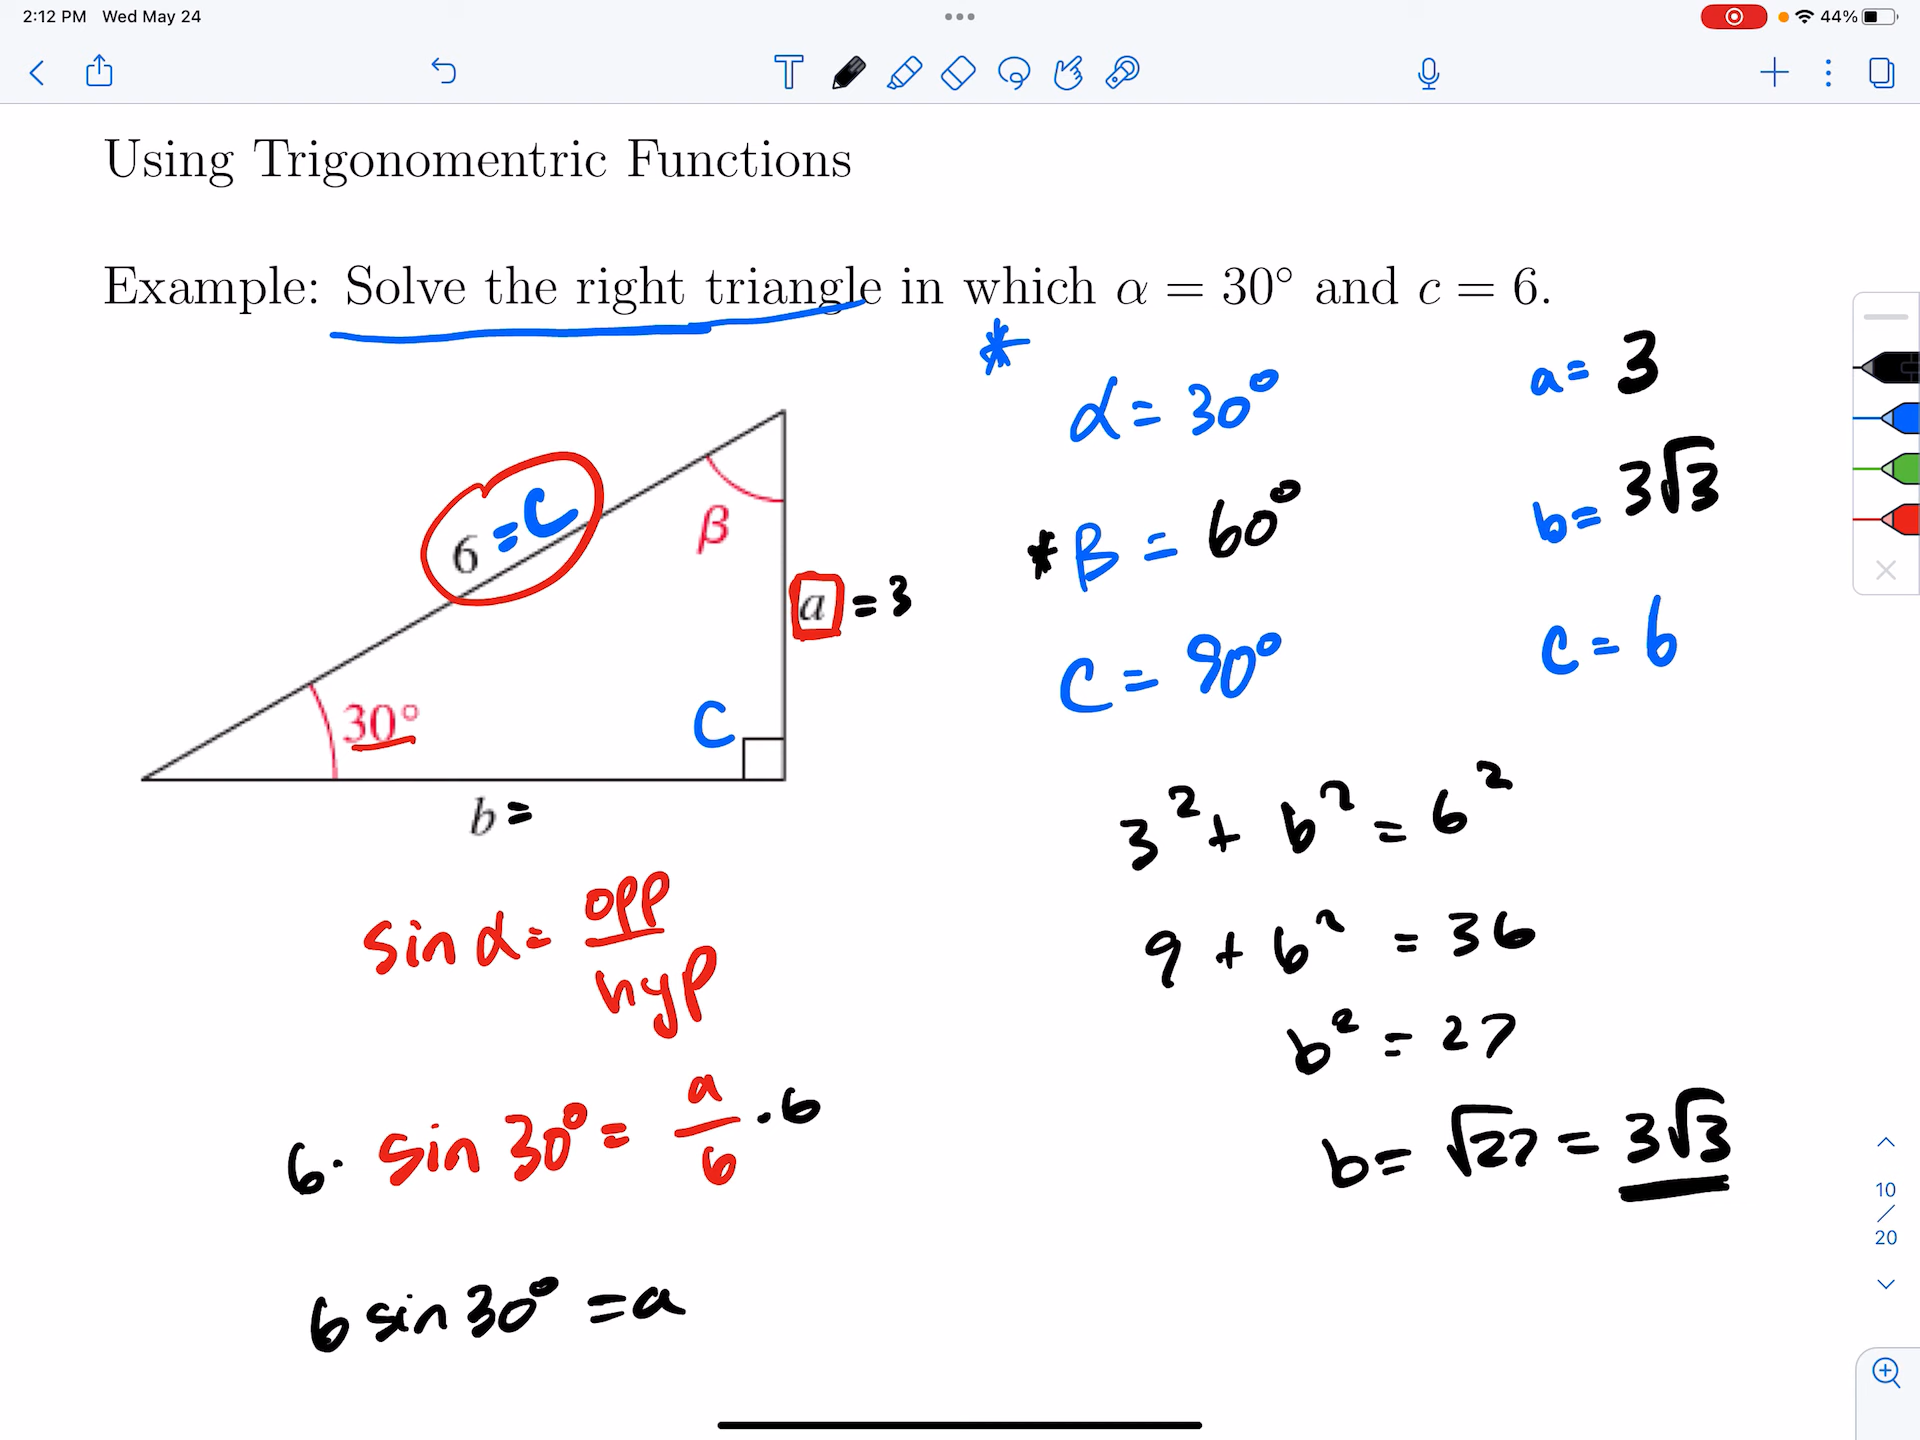 2:12 PM Wed May 24
44%
Using Trigonomentric Functions
Example: Solve the right triangle in which α = 30° and c = 6.
*
α = 30°
a = 3
* β = 60°
b = 3√3
C = 90°
c = 6
6 = c
β
a = 3
30°
C
b =
sin α = opp/hyp
6 · sin 30° = a/6 · 6
6 sin 30° = a
3² + b² = 6²
9 + b² = 36
b² = 27
b = √27 = 3√3
10
/
20